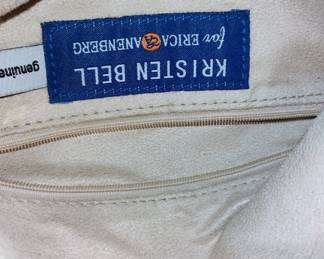 KRISTEN BELL
for ERICA ANENBERG
genuine